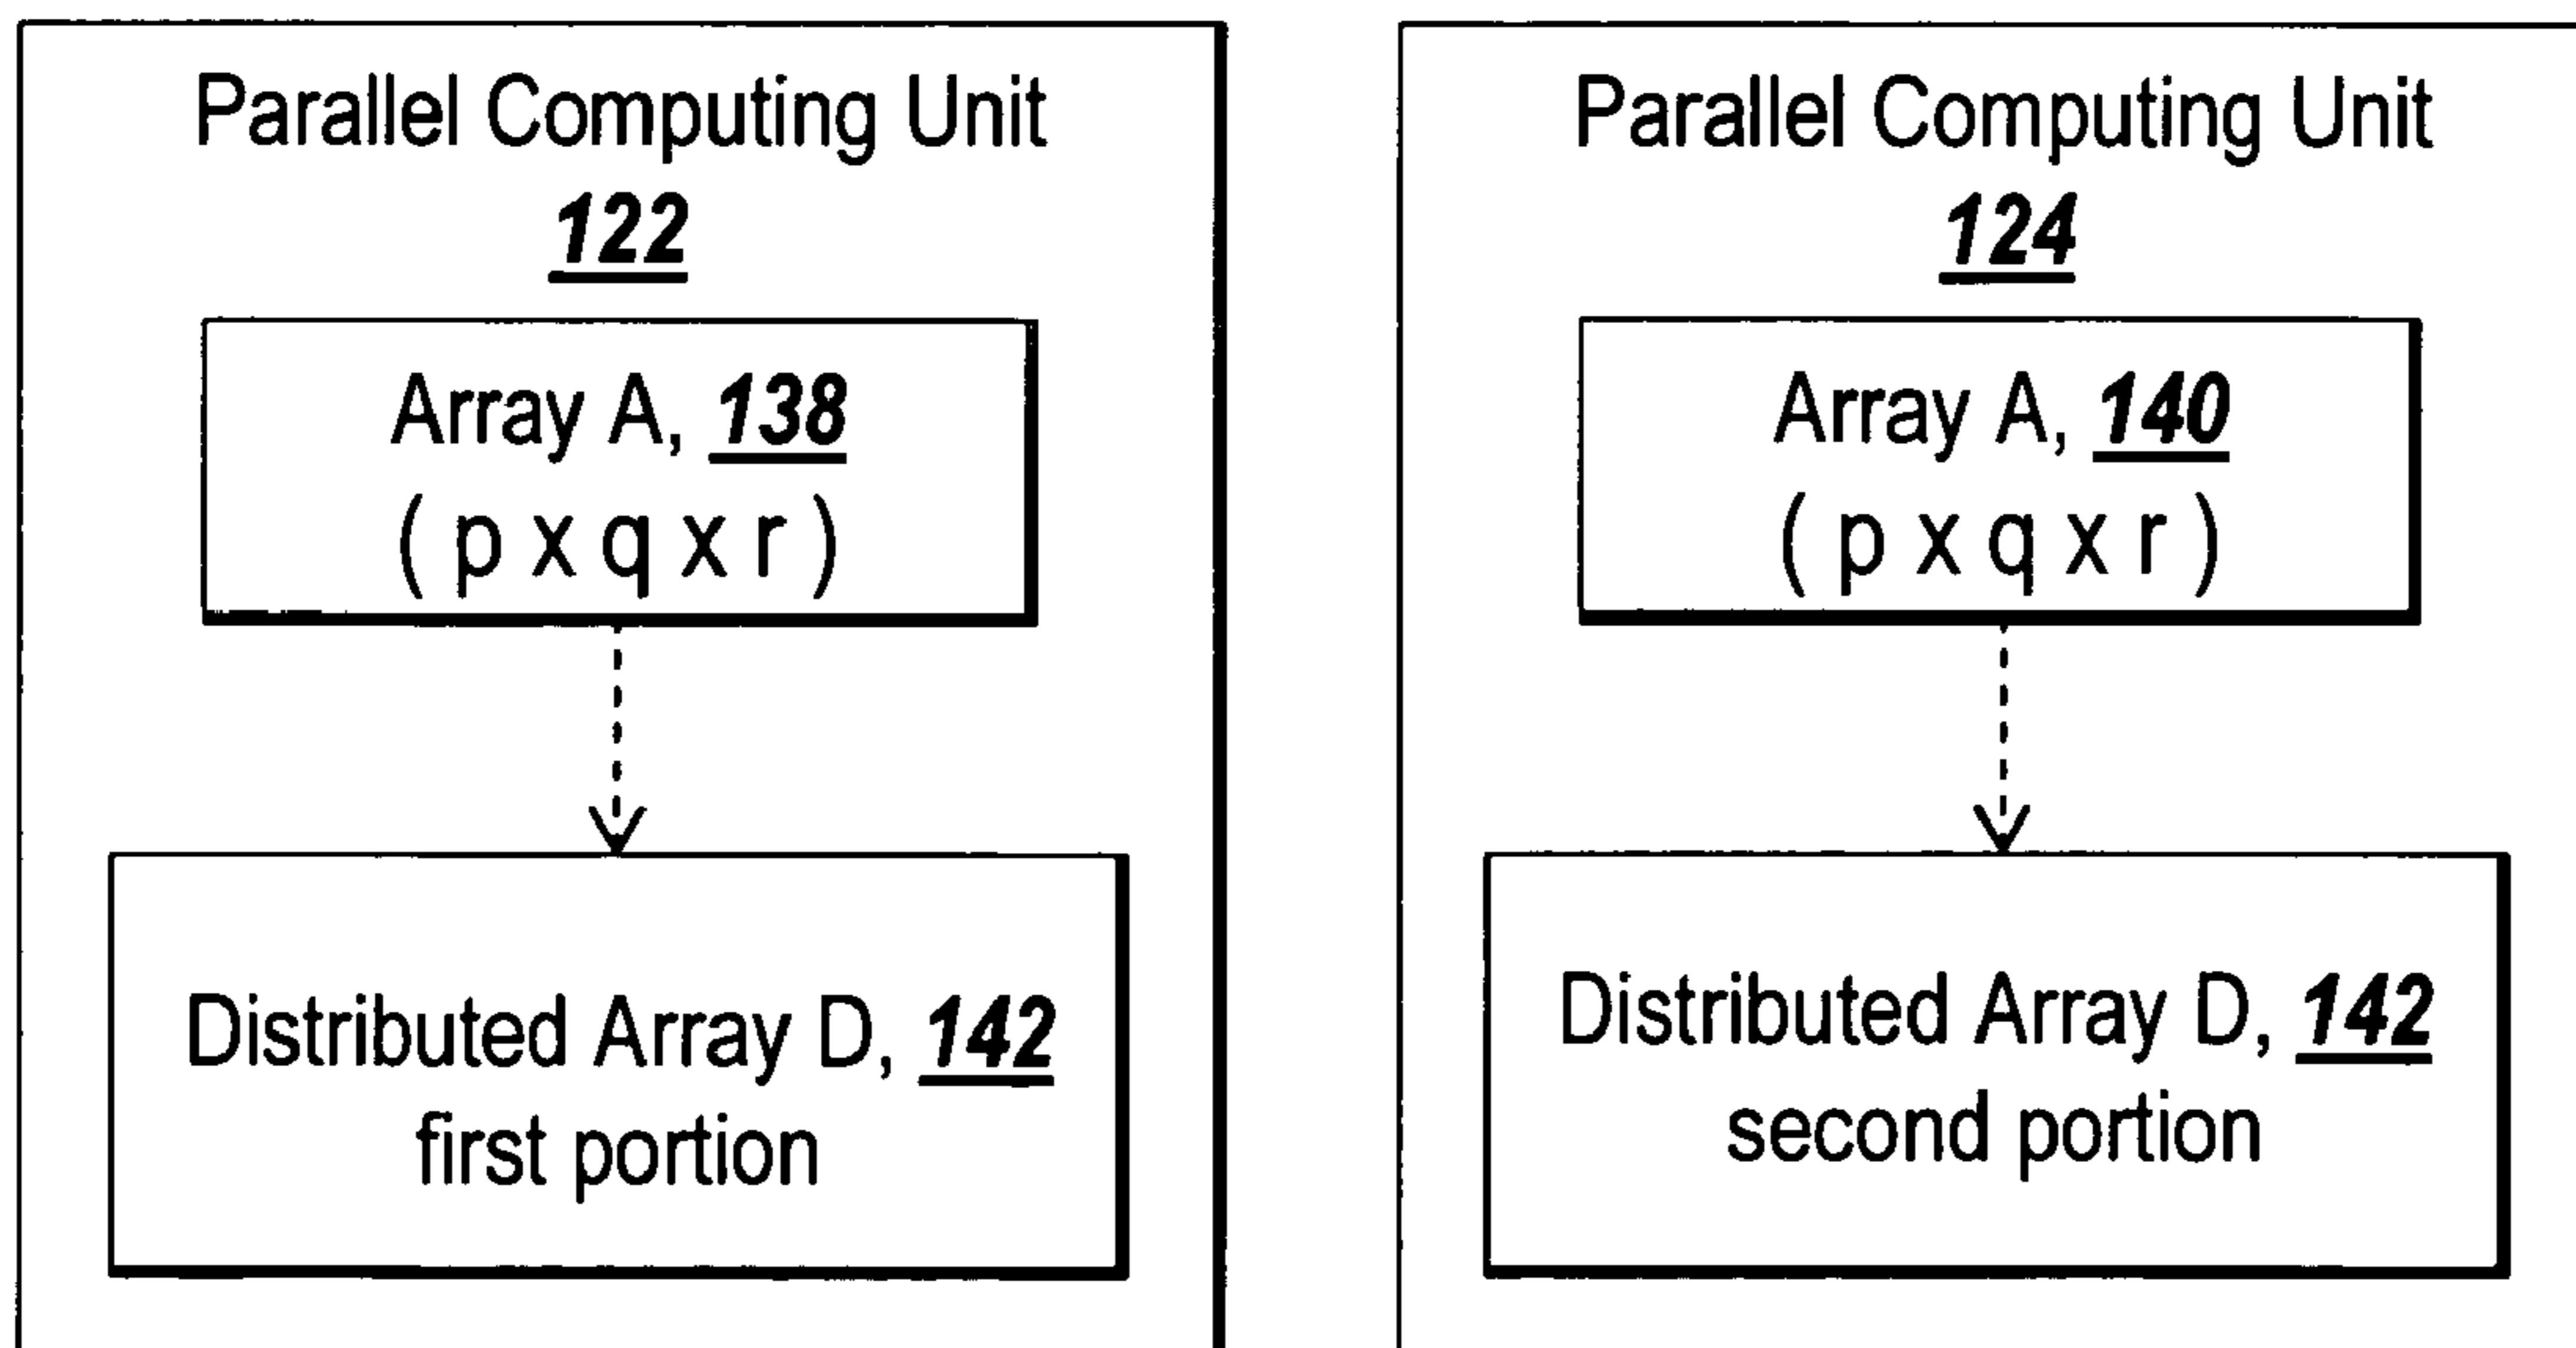 Parallel Computing Unit
122
Array A, 138
( p x q x r )
Distributed Array D, 142
first portion
Parallel Computing Unit
124
Array A, 140
( p x q x r )
Distributed Array D, 142
second portion